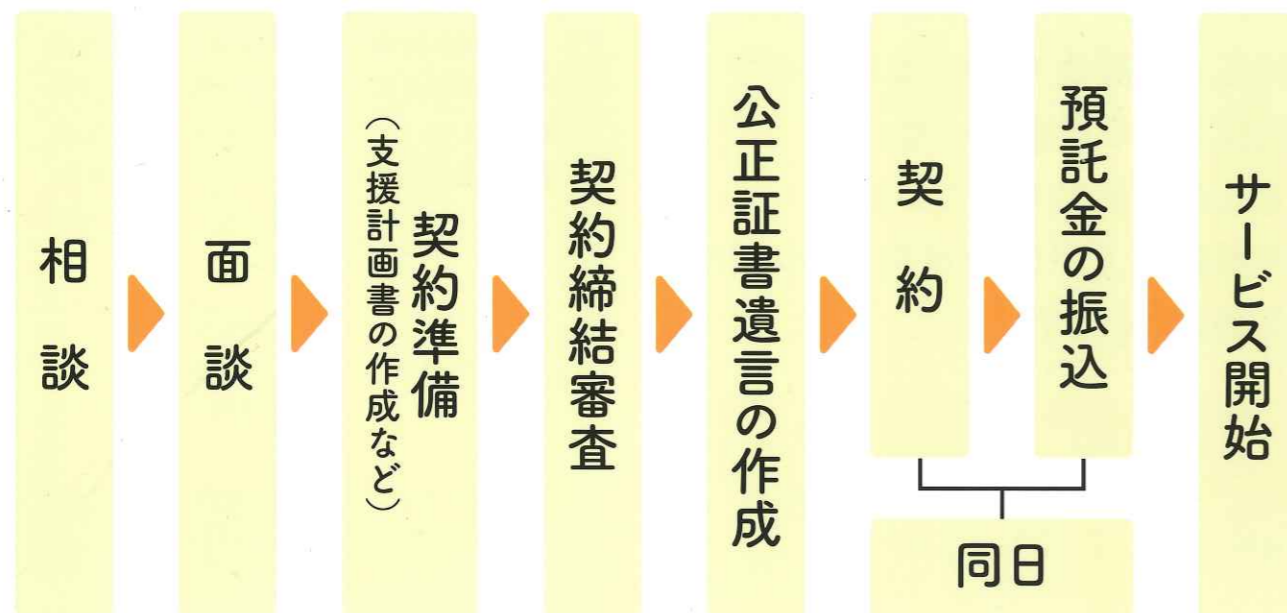 相談
面談
契約準備
（支援計画書の作成など）
契約締結審査
公正証書遺言の作成
契約
預託金の振込
同日
サービス開始